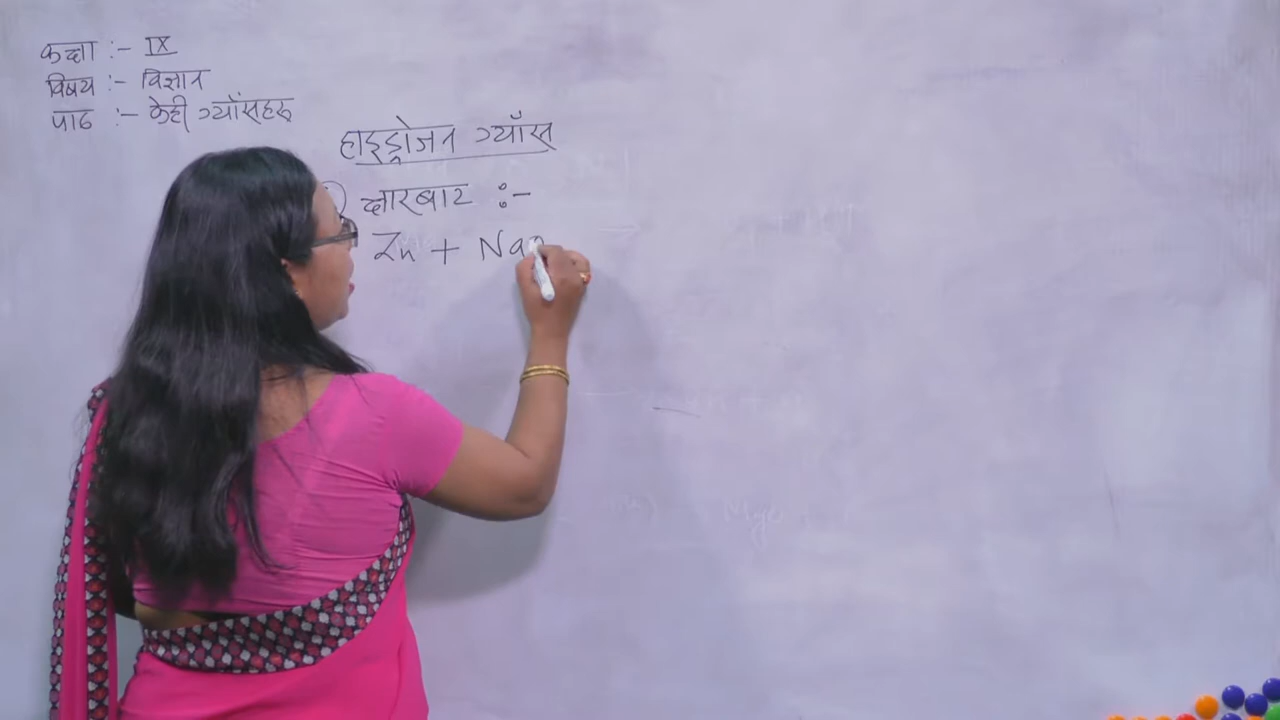 कक्षा :- IX
विषय :- विज्ञान
पाठ :- केही ग्याँसहरू
हाइड्रोजन ग्याँस
क्षारबाट :-
Zn + Na